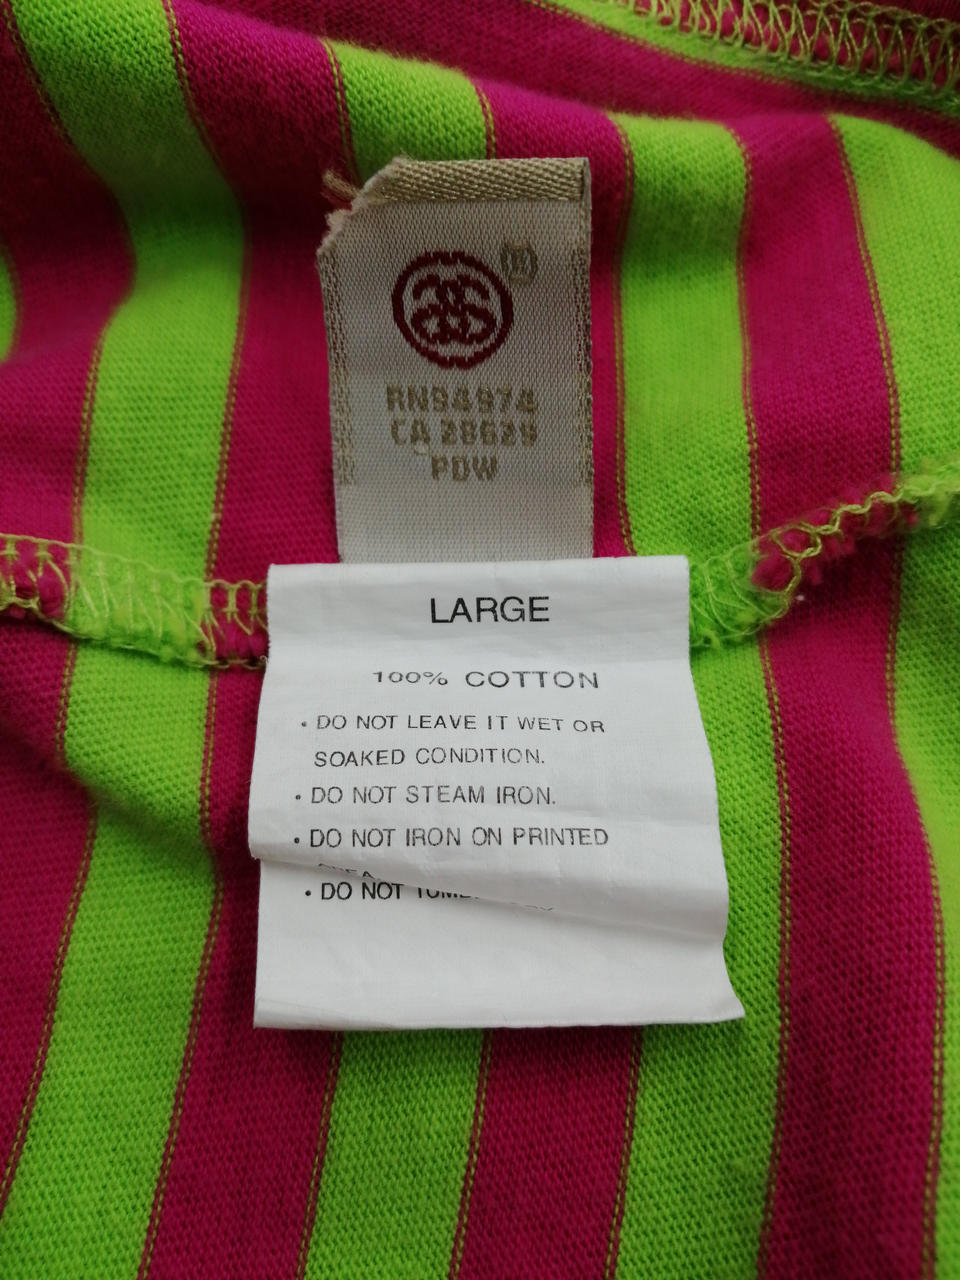 RN94974
CA 28629
PDW
LARGE
100% COTTON
• DO NOT LEAVE IT WET OR
SOAKED CONDITION.
• DO NOT STEAM IRON.
• DO NOT IRON ON PRINTED
• DO NOT